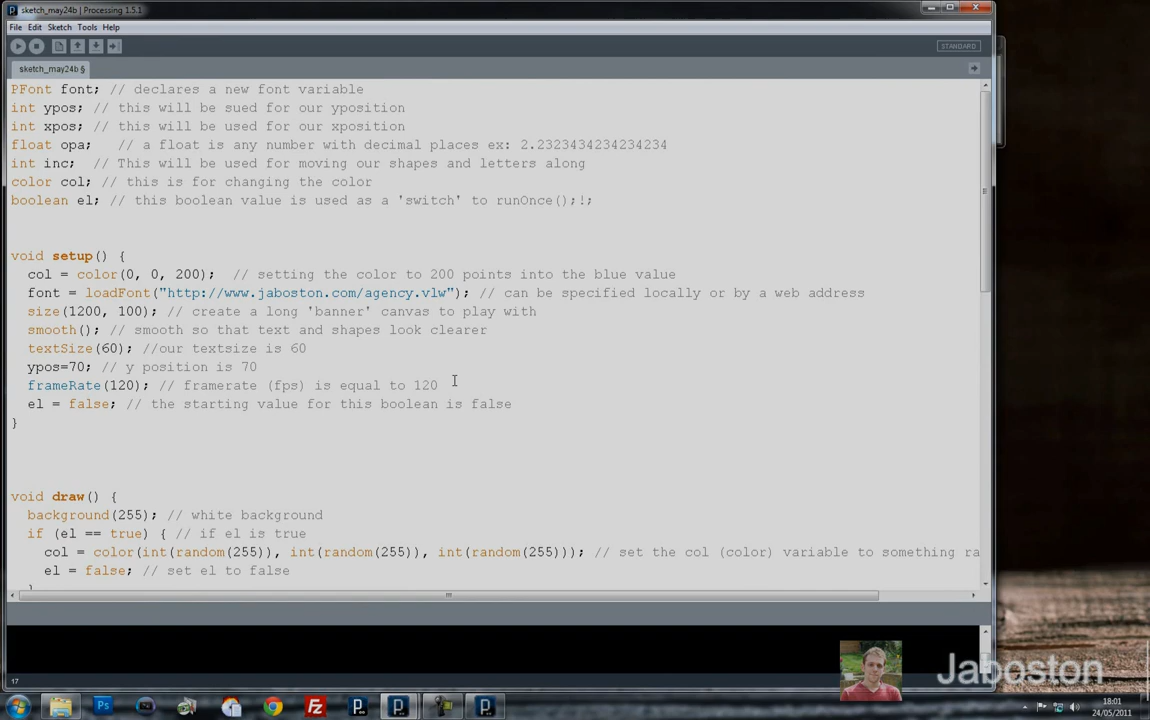 sketch_may24b | Processing 1.5.1
File Edit Sketch Tools Help
STANDARD
sketch_may24b §
PFont font; // declares a new font variable
int ypos; // this will be sued for our yposition
int xpos; // this will be used for our xposition
float opa;   // a float is any number with decimal places ex: 2.2323434234234234
int inc;  // This will be used for moving our shapes and letters along
color col; // this is for changing the color
boolean el; // this boolean value is used as a 'switch' to runOnce();!;
void setup() {
  col = color(0, 0, 200);  // setting the color to 200 points into the blue value
  font = loadFont("http://www.jaboston.com/agency.vlw"); // can be specified locally or by a web address
  size(1200, 100); // create a long 'banner' canvas to play with
  smooth(); // smooth so that text and shapes look clearer
  textSize(60); //our textsize is 60
  ypos=70; // y position is 70
  frameRate(120); // framerate (fps) is equal to 120
  el = false; // the starting value for this boolean is false
}
void draw() {
  background(255); // white background
  if (el == true) { // if el is true
    col = color(int(random(255)), int(random(255)), int(random(255))); // set the col (color) variable to something ra
    el = false; // set el to false
17
Jaboston
18:01
24/05/2011